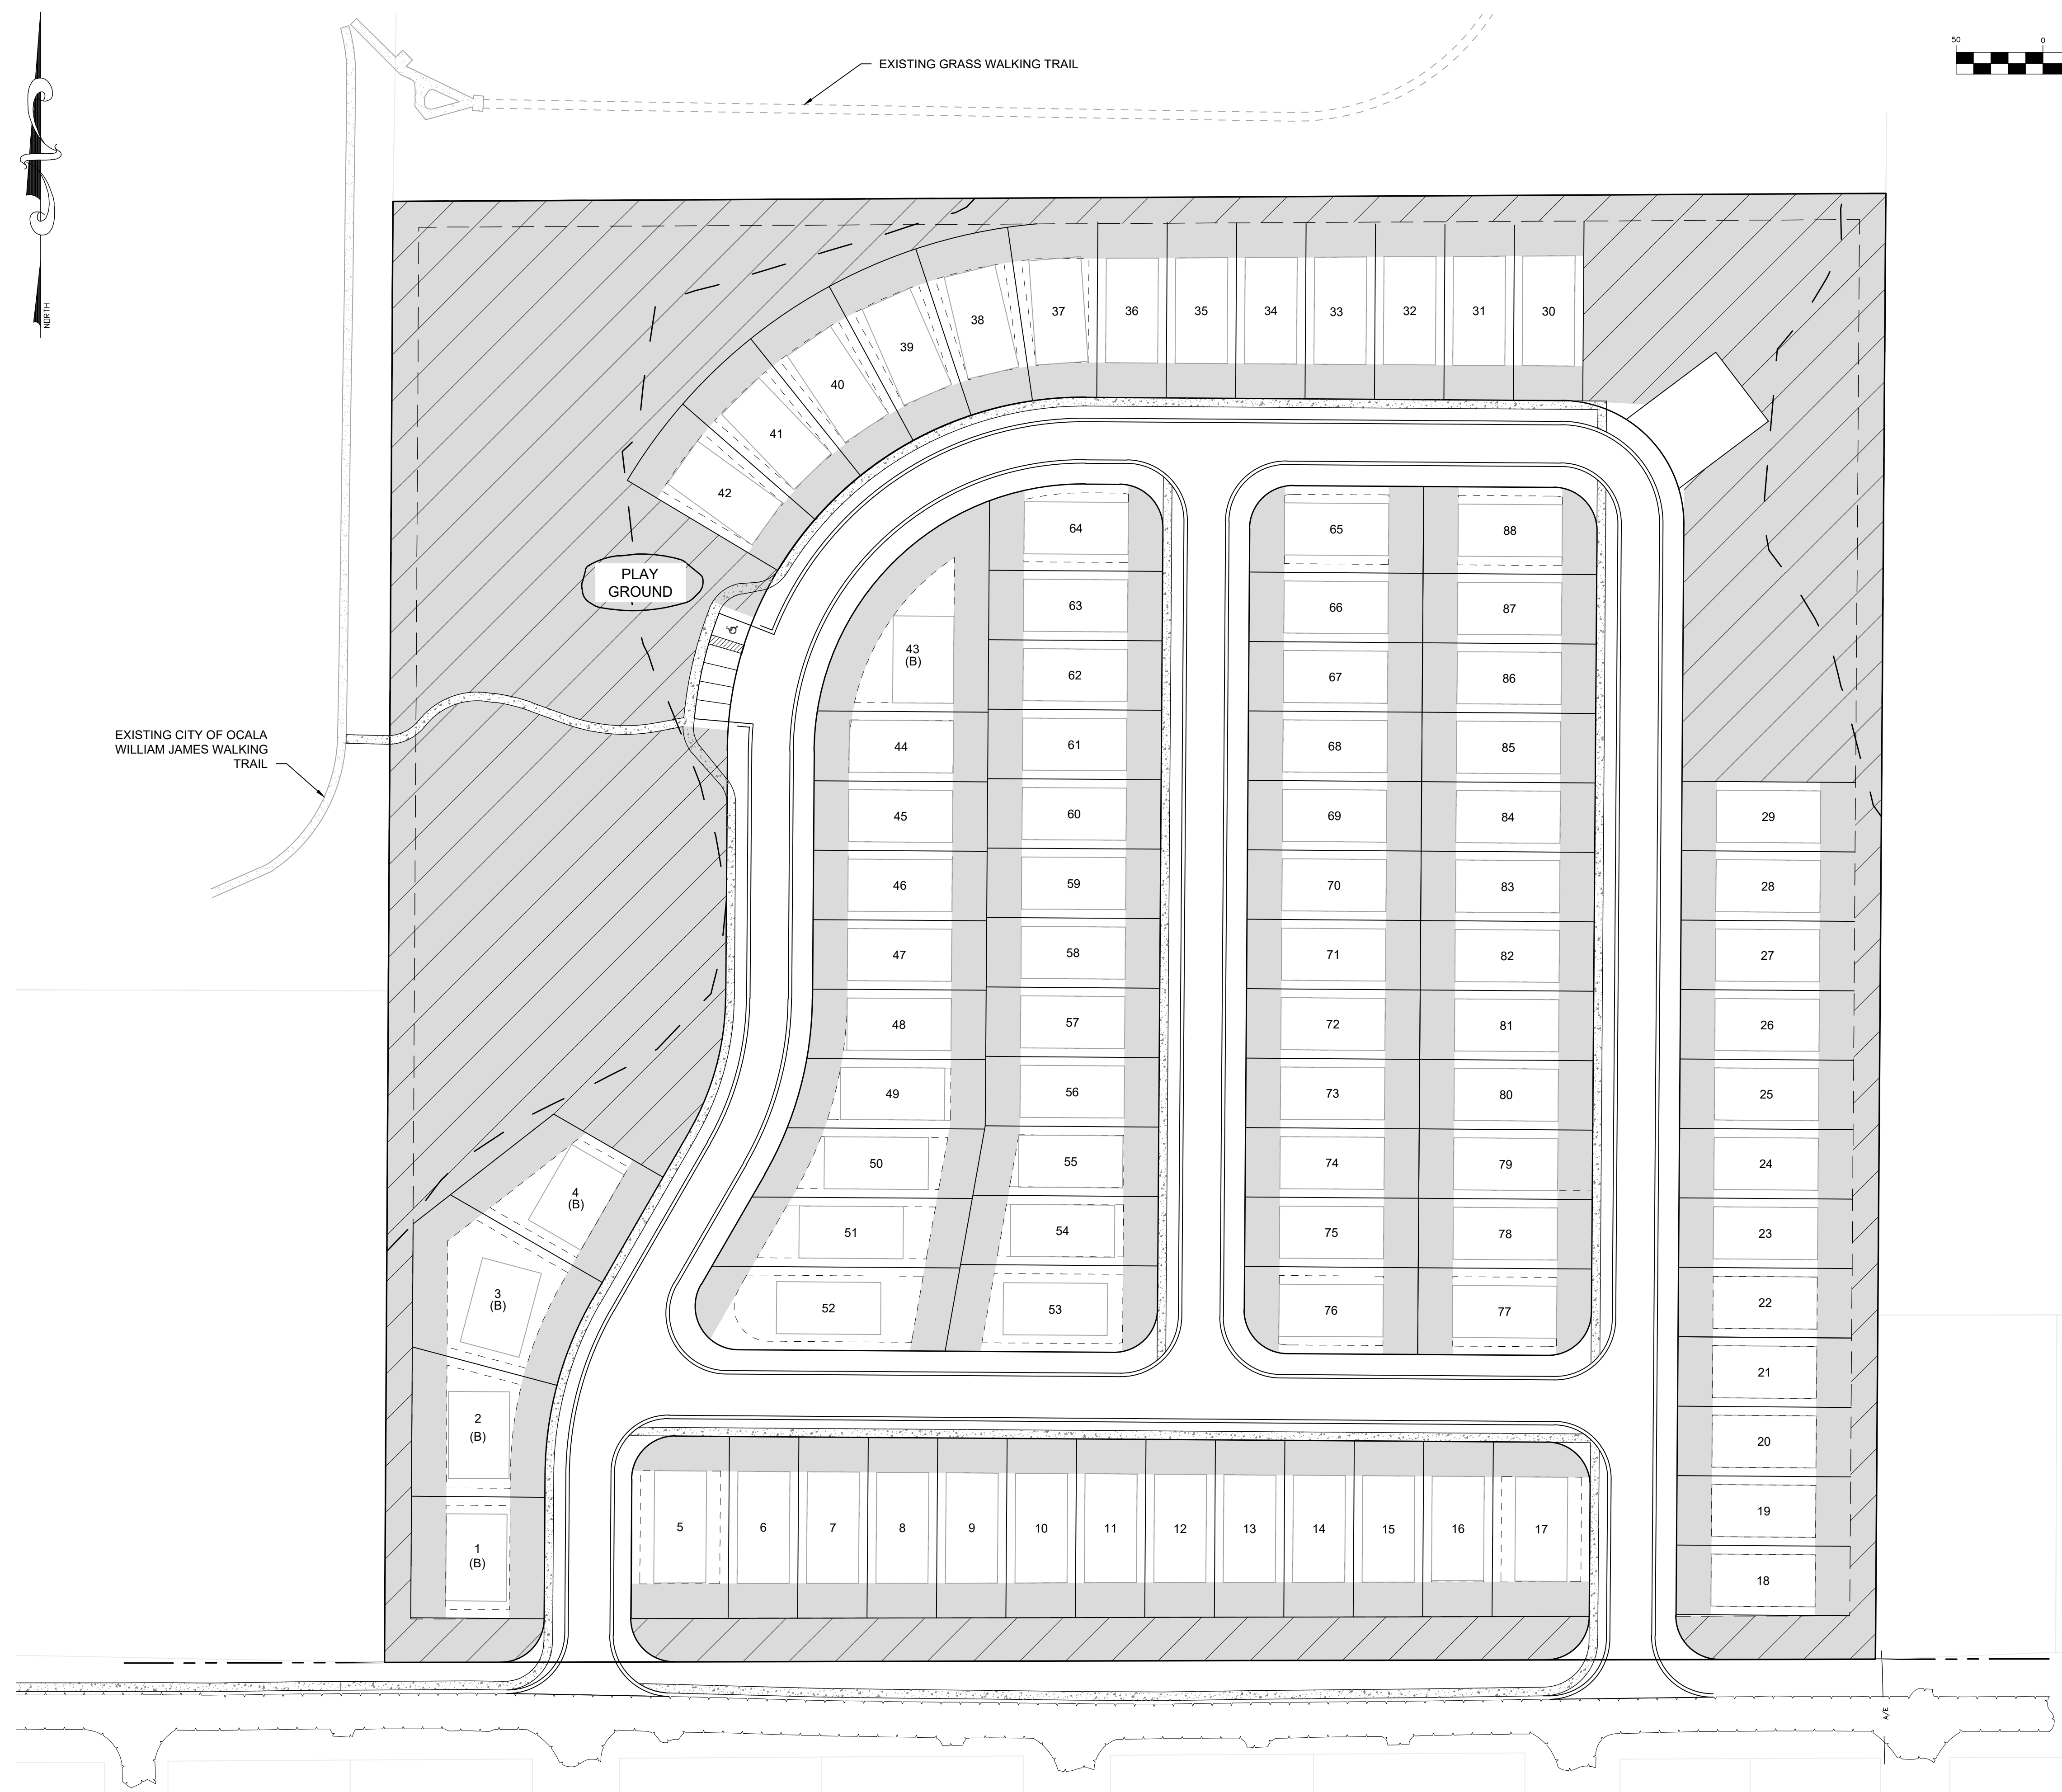 50 0
EXISTING GRASS WALKING TRAIL
NORTH
37 36 35 34 33 32 31 30
38
39
40
41
42
PLAY
GROUND
64 65 88
63 66 87
43
(B)
62 67 86
EXISTING CITY OF OCALA
WILLIAM JAMES WALKING
TRAIL
44 61 68 85
45 60 69 84 29
46 59 70 83 28
47 58 71 82 27
48 57 72 81 26
49 56 73 80 25
50 55 74 79 24
4
(B)
51 54 75 78 23
3
(B)
52 53 76 77 22
21
2
(B)
20
19
5 6 7 8 9 10 11 12 13 14 15 16 17
1
(B)
18
A/E